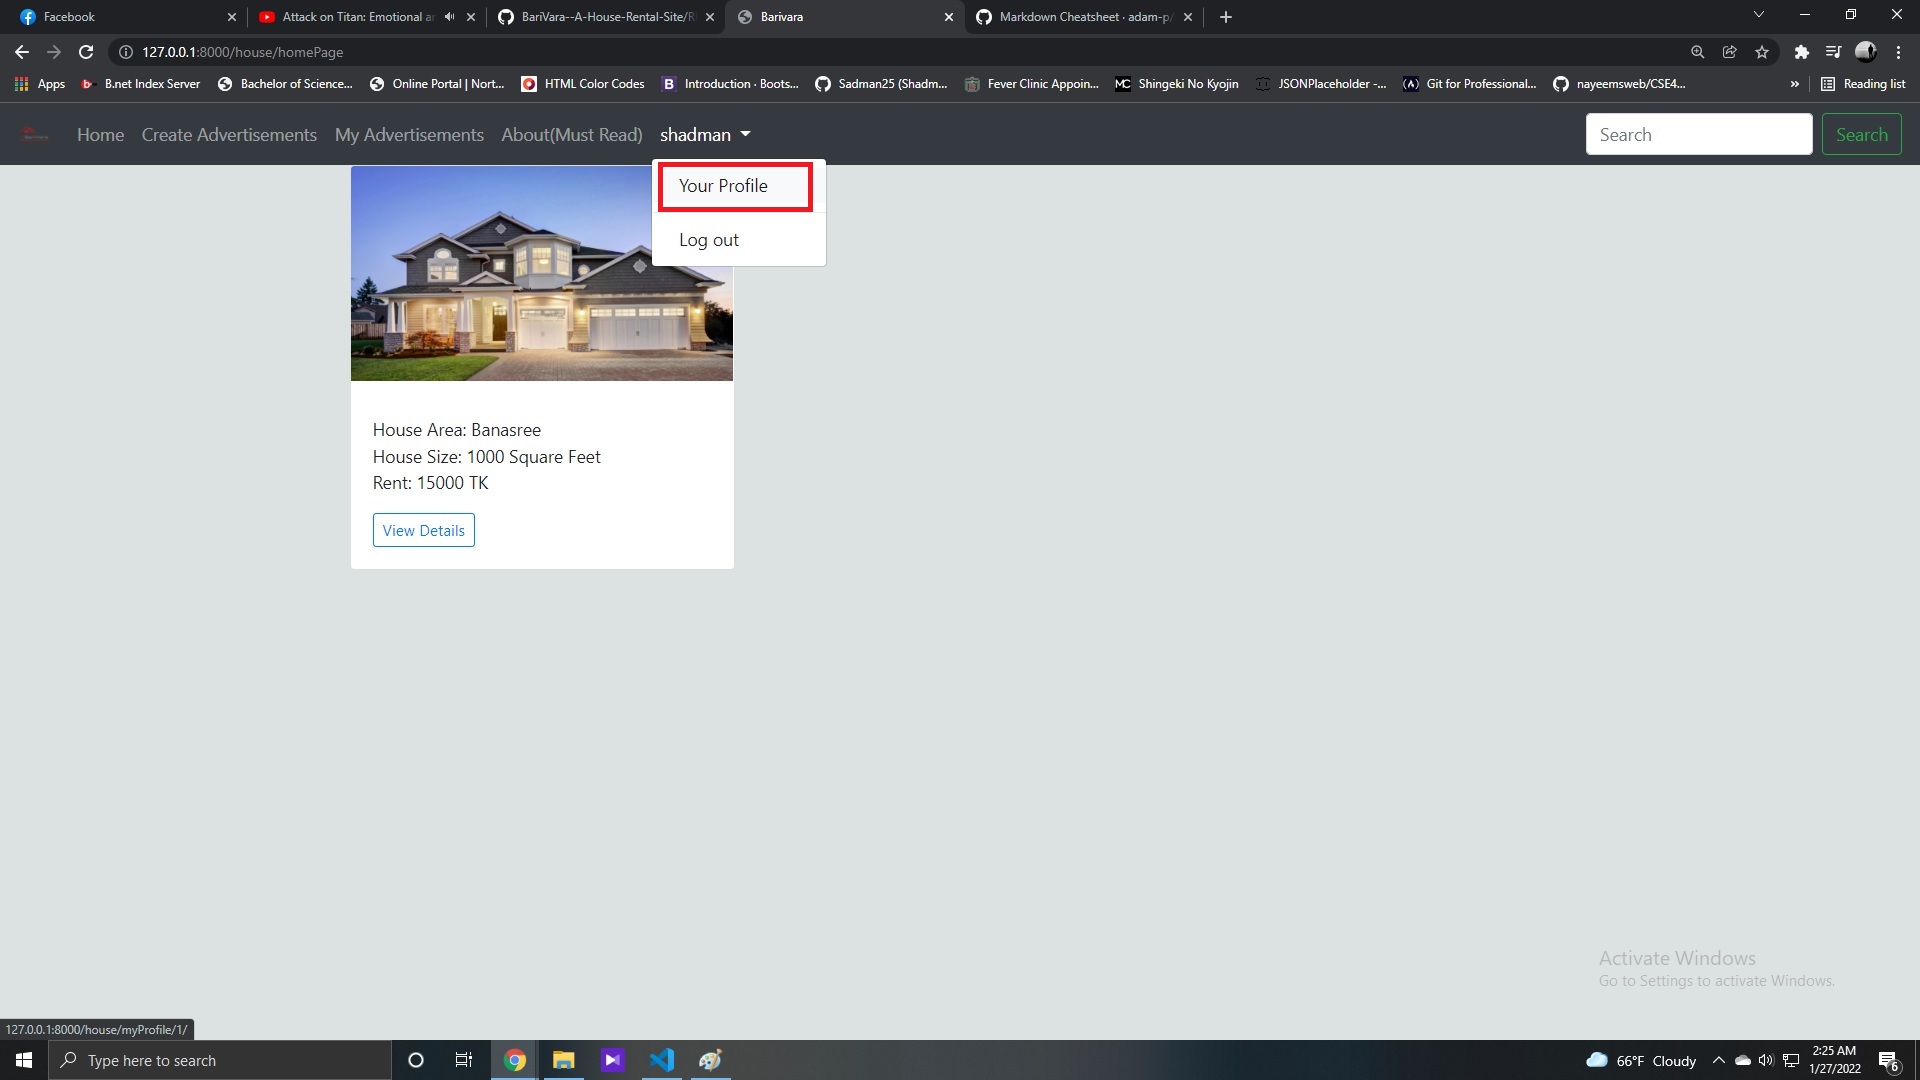 Facebook
Attack on Titan: Emotional a
BariVara--A-House-Rental-Site/R
Barivara
Markdown Cheatsheet · adam-p/
127.0.0.1:8000/house/homePage
Apps
B.net Index Server
Bachelor of Science...
Online Portal | Nort...
HTML Color Codes
Introduction · Boots...
Sadman25 (Shadm...
Fever Clinic Appoin...
Shingeki No Kyojin
JSONPlaceholder -...
Git for Professional...
nayeemsweb/CSE4...
»
Reading list
Home
Create Advertisements
My Advertisements
About(Must Read)
shadman
Search
Search
Your Profile
Log out
House Area: Banasree
House Size: 1000 Square Feet
Rent: 15000 TK
View Details
Activate Windows
Go to Settings to activate Windows.
127.0.0.1:8000/house/myProfile/1/
Type here to search
66°F Cloudy
2:25 AM
1/27/2022
6